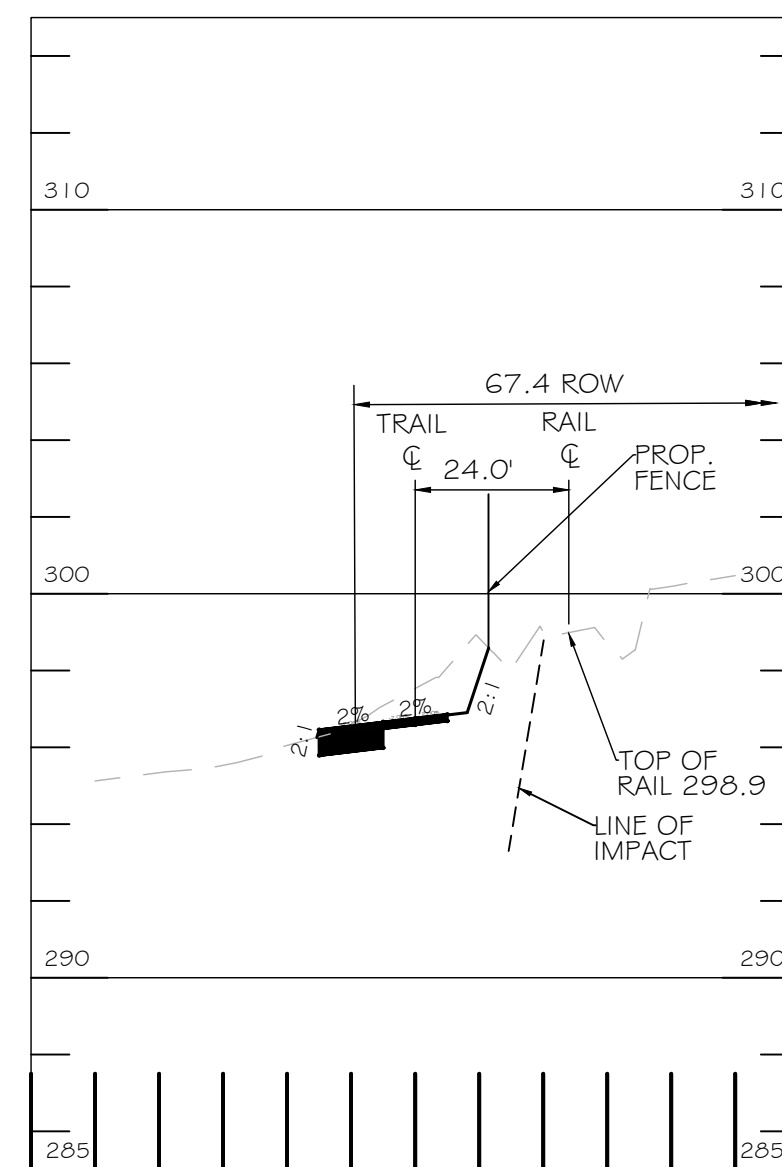 310
310
67.4 ROW
TRAIL
℄
RAIL
℄
24.0'
PROP.
FENCE
300
300
2%
2%
2:1
2:1
TOP OF
RAIL 298.9
LINE OF
IMPACT
290
290
285
285